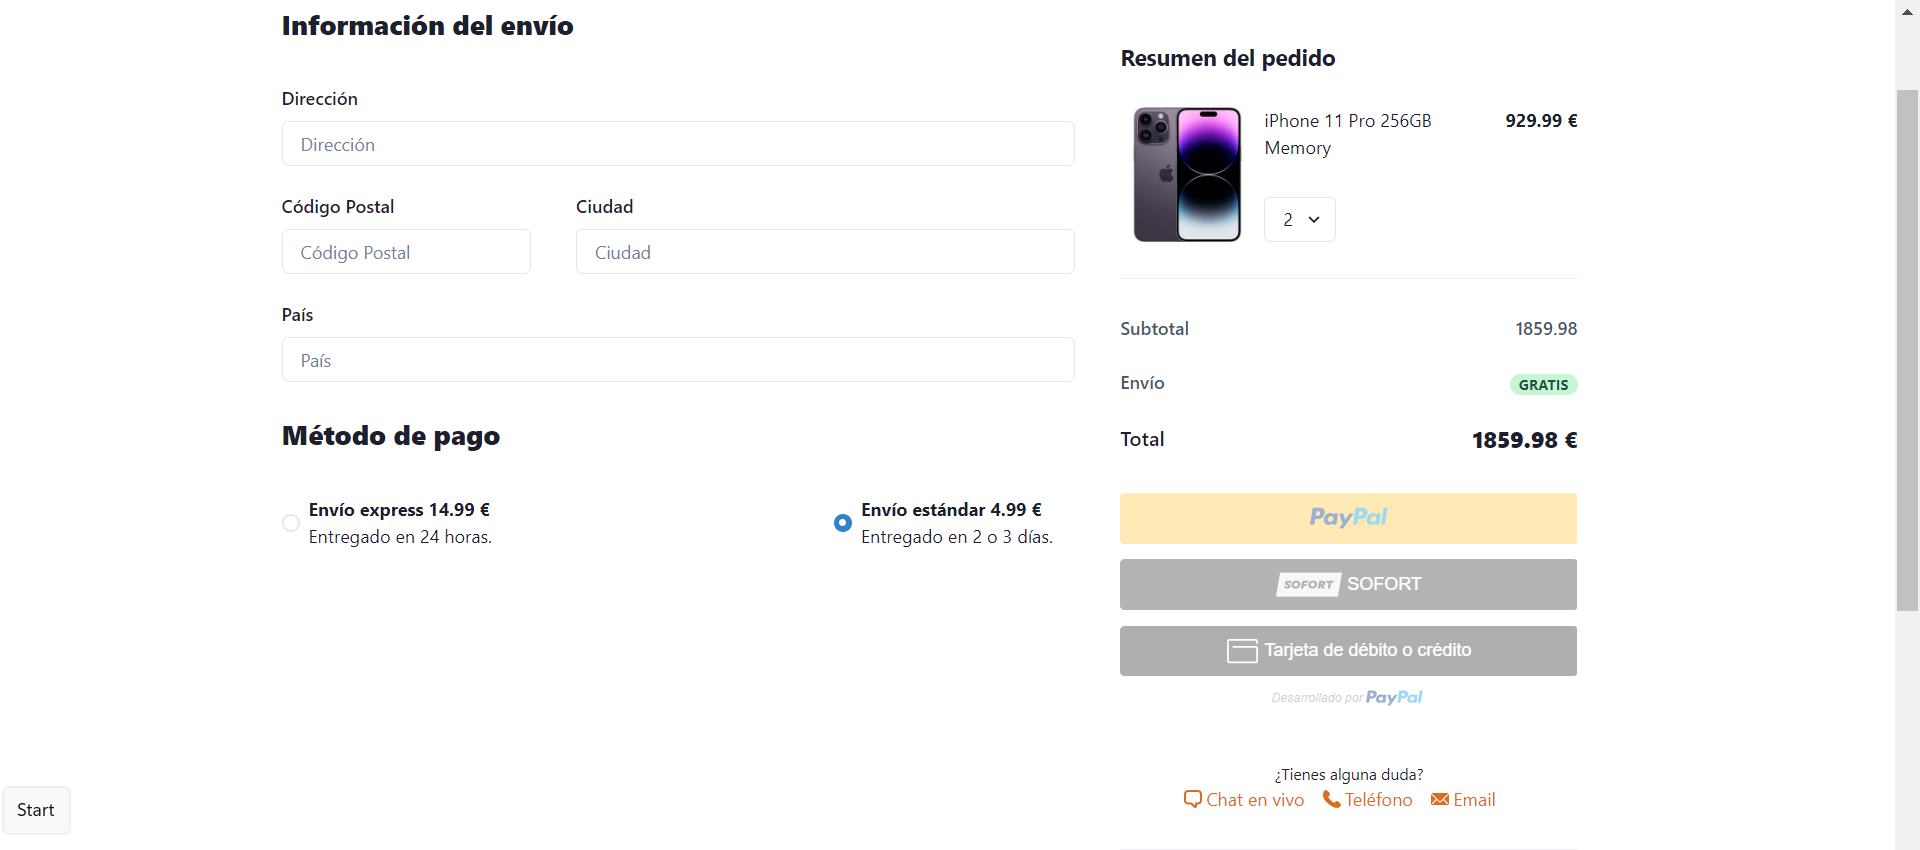 Información del envío
Dirección
Dirección
Código Postal
Ciudad
Código Postal
Ciudad
País
País
Método de pago
Envío express 14.99 €
Entregado en 24 horas.
Envío estándar 4.99 €
Entregado en 2 o 3 días.
Resumen del pedido
iPhone 11 Pro 256GB
Memory
929.99 €
2
Subtotal
1859.98
Envío
GRATIS
Total
1859.98 €
PayPal
SOFORT SOFORT
Tarjeta de débito o crédito
Desarrollado por PayPal
¿Tienes alguna duda?
Chat en vivo
Teléfono
Email
Start